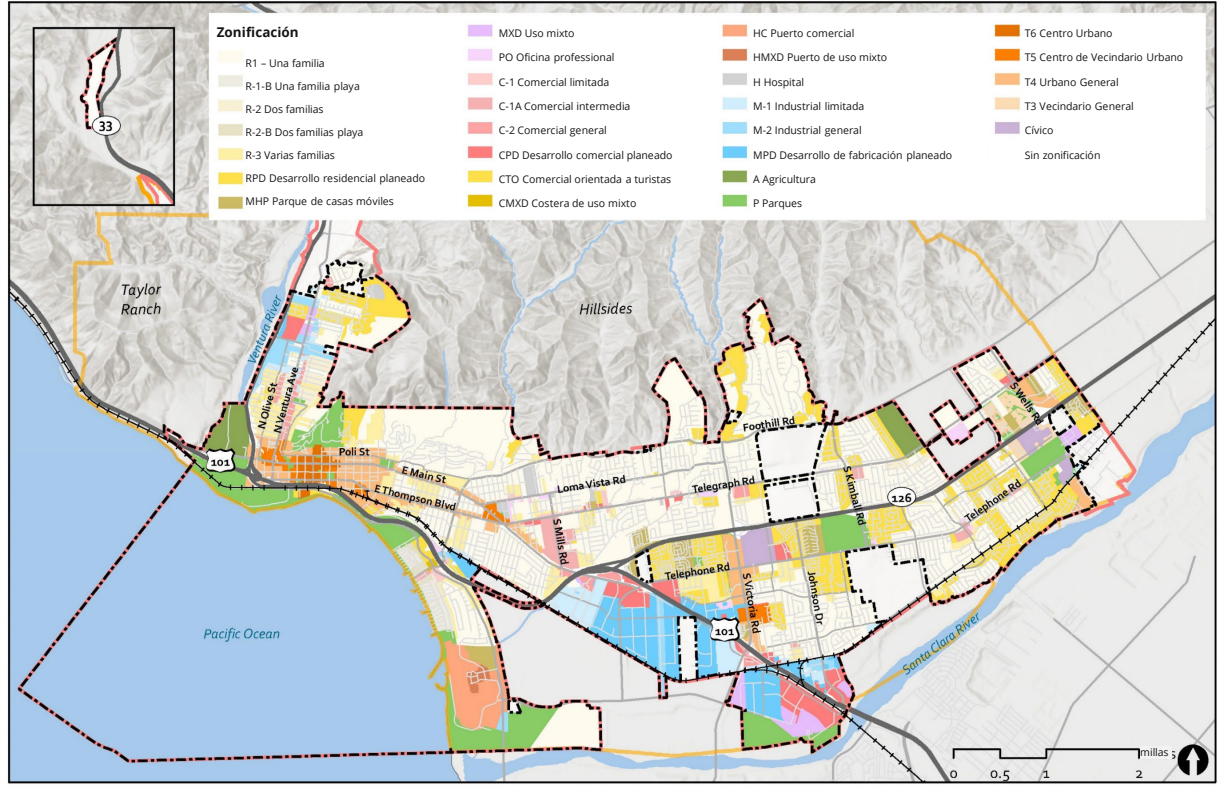 Zonificación
R1 – Una familia
R-1-B Una familia playa
R-2 Dos familias
R-2-B Dos familias playa
R-3 Varias familias
RPD Desarrollo residencial planeado
MHP Parque de casas móviles
MXD Uso mixto
PO Oficina professional
C-1 Comercial limitada
C-1A Comercial intermedia
C-2 Comercial general
CPD Desarrollo comercial planeado
CTO Comercial orientada a turistas
CMXD Costera de uso mixto
HC Puerto comercial
HMXD Puerto de uso mixto
H Hospital
M-1 Industrial limitada
M-2 Industrial general
MPD Desarrollo de fabricación planeado
A Agricultura
P Parques
T6 Centro Urbano
T5 Centro de Vecindario Urbano
T4 Urbano General
T3 Vecindario General
Cívico
Sin zonificación
33
Taylor
Ranch
Ventura River
Hillsides
N Olive St
N Ventura Ave
S Wells Rd
Foothill Rd
Poli St
101
E Main St
Loma Vista Rd
Telegraph Rd
S Kimball Rd
126
E Thompson Blvd
S Mills Rd
Telephone Rd
Telephone Rd
S Victoria Rd
Johnson Dr
101
Pacific Ocean
Santa Clara River
millas
0 0.5 1 2